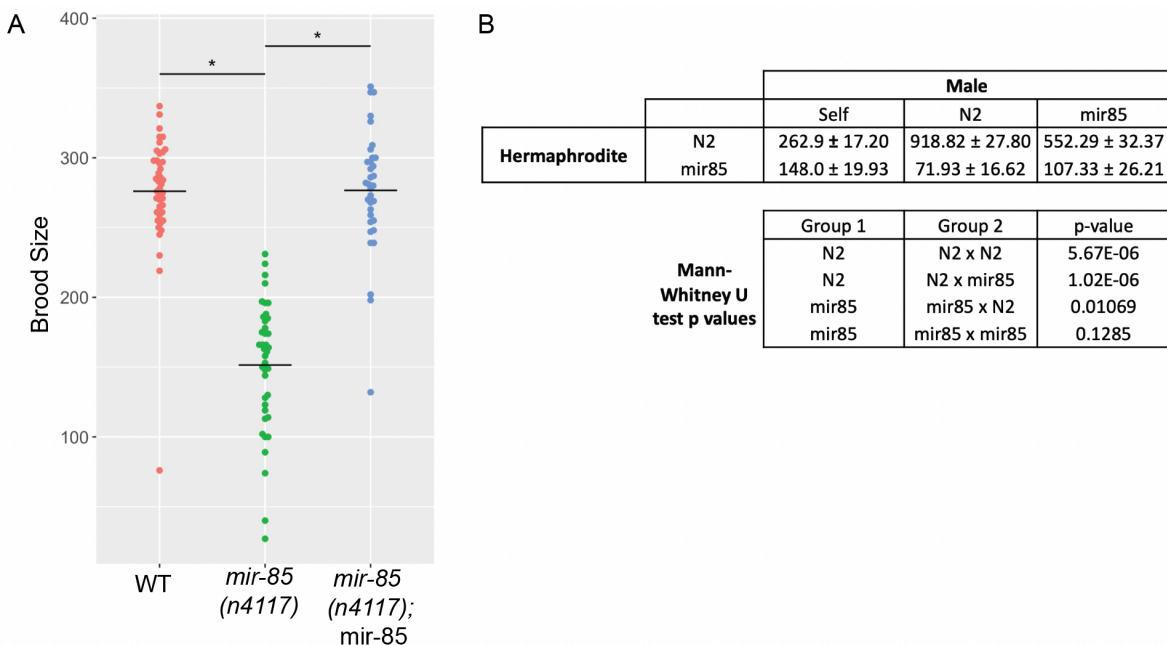 A
B
400
300
200
100
Brood Size
*
*
WT
mir-85
(n4117)
mir-85
(n4117);
mir-85
Male
Self N2 mir85
Hermaphrodite
N2 262.9 ± 17.20 918.82 ± 27.80 552.29 ± 32.37
mir85 148.0 ± 19.93 71.93 ± 16.62 107.33 ± 26.21
Mann-
Whitney U
test p values
Group 1 Group 2 p-value
N2 N2 x N2 5.67E-06
N2 N2 x mir85 1.02E-06
mir85 mir85 x N2 0.01069
mir85 mir85 x mir85 0.1285